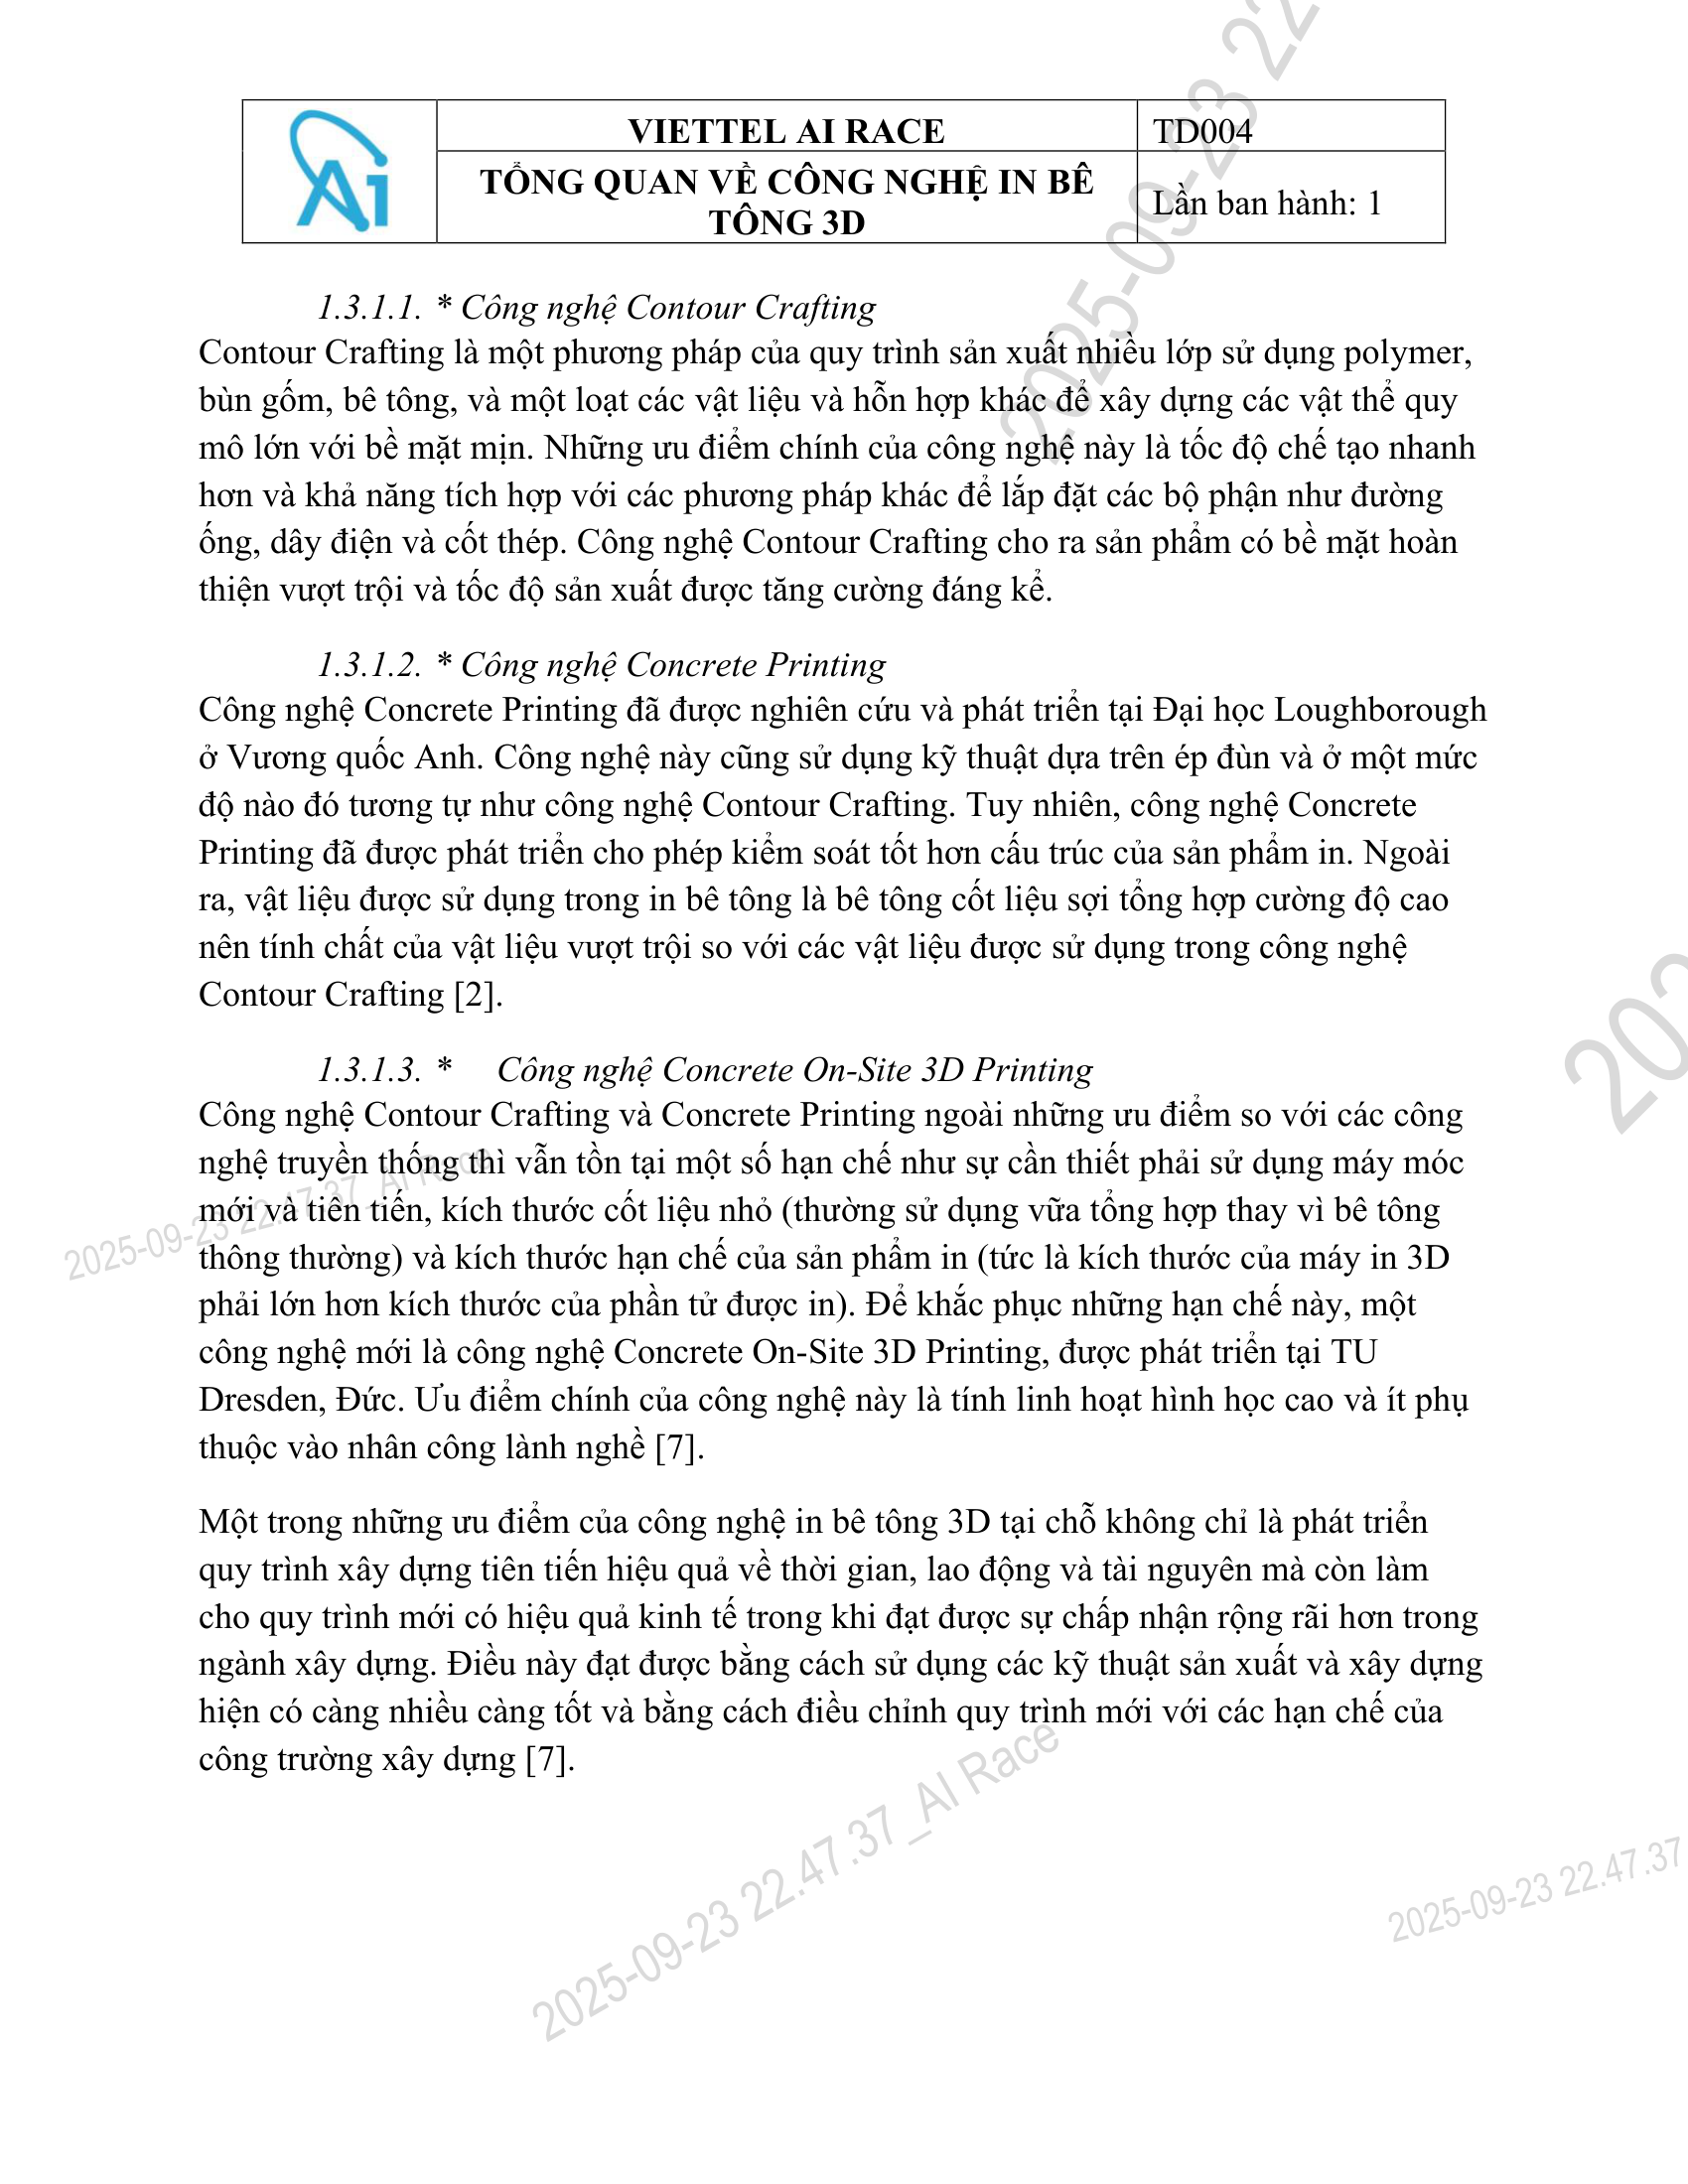 Ai
VIETTEL AI RACE
TD004
TỔNG QUAN VỀ CÔNG NGHỆ IN BÊ
TÔNG 3D
Lần ban hành: 1
1.3.1.1. * Công nghệ Contour Crafting
Contour Crafting là một phương pháp của quy trình sản xuất nhiều lớp sử dụng polymer,
bùn gốm, bê tông, và một loạt các vật liệu và hỗn hợp khác để xây dựng các vật thể quy
mô lớn với bề mặt mịn. Những ưu điểm chính của công nghệ này là tốc độ chế tạo nhanh
hơn và khả năng tích hợp với các phương pháp khác để lắp đặt các bộ phận như đường
ống, dây điện và cốt thép. Công nghệ Contour Crafting cho ra sản phẩm có bề mặt hoàn
thiện vượt trội và tốc độ sản xuất được tăng cường đáng kể.
1.3.1.2. * Công nghệ Concrete Printing
Công nghệ Concrete Printing đã được nghiên cứu và phát triển tại Đại học Loughborough
ở Vương quốc Anh. Công nghệ này cũng sử dụng kỹ thuật dựa trên ép đùn và ở một mức
độ nào đó tương tự như công nghệ Contour Crafting. Tuy nhiên, công nghệ Concrete
Printing đã được phát triển cho phép kiểm soát tốt hơn cấu trúc của sản phẩm in. Ngoài
ra, vật liệu được sử dụng trong in bê tông là bê tông cốt liệu sợi tổng hợp cường độ cao
nên tính chất của vật liệu vượt trội so với các vật liệu được sử dụng trong công nghệ
Contour Crafting [2].
1.3.1.3. * Công nghệ Concrete On-Site 3D Printing
Công nghệ Contour Crafting và Concrete Printing ngoài những ưu điểm so với các công
nghệ truyền thống thì vẫn tồn tại một số hạn chế như sự cần thiết phải sử dụng máy móc
mới và tiên tiến, kích thước cốt liệu nhỏ (thường sử dụng vữa tổng hợp thay vì bê tông
thông thường) và kích thước hạn chế của sản phẩm in (tức là kích thước của máy in 3D
phải lớn hơn kích thước của phần tử được in). Để khắc phục những hạn chế này, một
công nghệ mới là công nghệ Concrete On-Site 3D Printing, được phát triển tại TU
Dresden, Đức. Ưu điểm chính của công nghệ này là tính linh hoạt hình học cao và ít phụ
thuộc vào nhân công lành nghề [7].
Một trong những ưu điểm của công nghệ in bê tông 3D tại chỗ không chỉ là phát triển
quy trình xây dựng tiên tiến hiệu quả về thời gian, lao động và tài nguyên mà còn làm
cho quy trình mới có hiệu quả kinh tế trong khi đạt được sự chấp nhận rộng rãi hơn trong
ngành xây dựng. Điều này đạt được bằng cách sử dụng các kỹ thuật sản xuất và xây dựng
hiện có càng nhiều càng tốt và bằng cách điều chỉnh quy trình mới với các hạn chế của
công trường xây dựng [7].
2025-09-23 22
202
2025-09-23 22.47.37_AI Race
2025-09-23 22.47.37_AI Race
2025-09-23 22.47.37